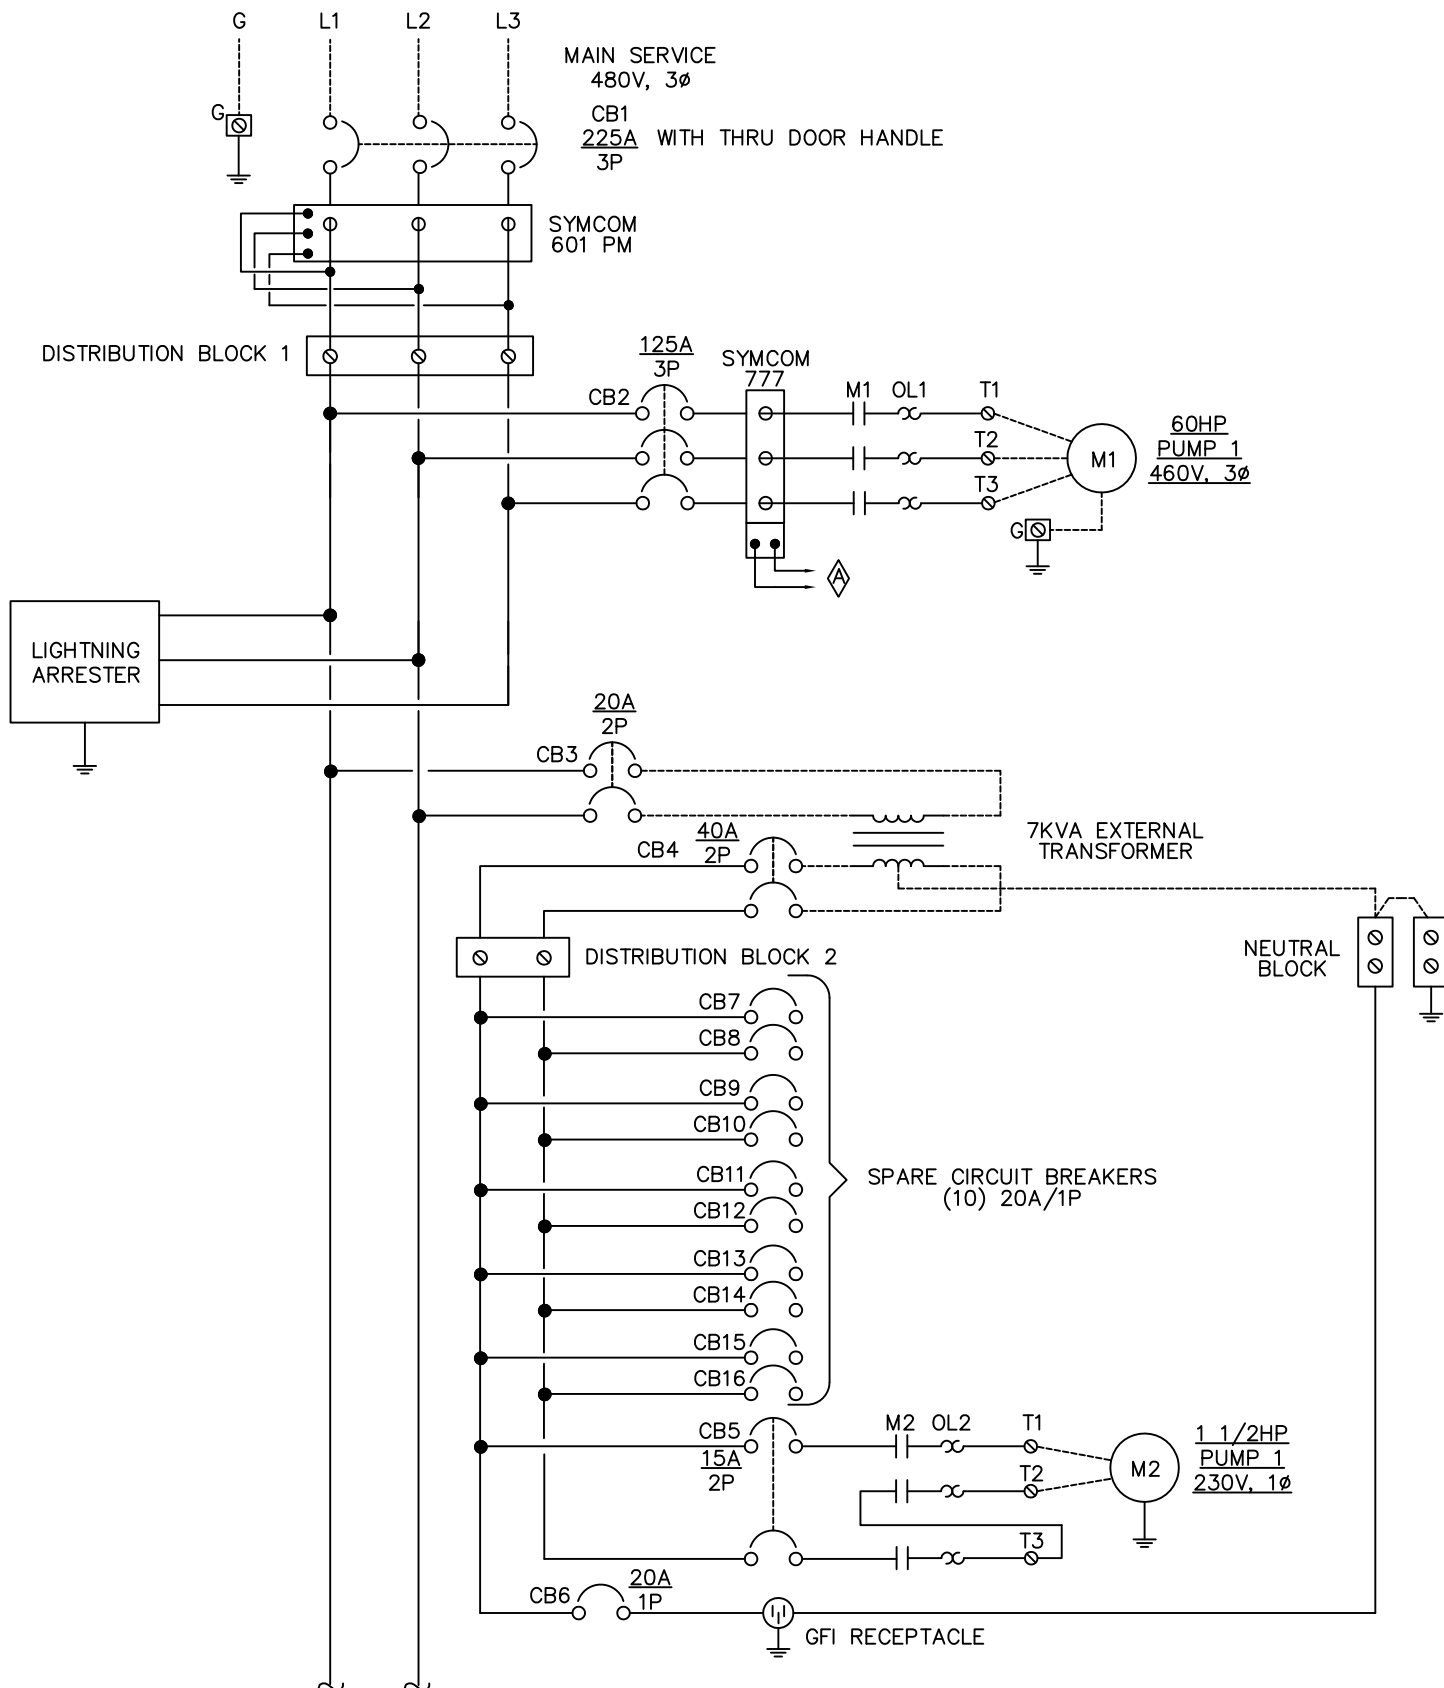 G L1 L2 L3
MAIN SERVICE
480V, 3ø
G
CB1
225A WITH THRU DOOR HANDLE
3P
SYMCOM
601 PM
DISTRIBUTION BLOCK 1
125A
3P
SYMCOM
777
CB2
M1 OL1 T1
T2
T3
M1
60HP
PUMP 1
460V, 3ø
G
A
LIGHTNING
ARRESTER
20A
2P
CB3
40A
2P
CB4
7KVA EXTERNAL
TRANSFORMER
DISTRIBUTION BLOCK 2
NEUTRAL
BLOCK
CB7
CB8
CB9
CB10
CB11
CB12
SPARE CIRCUIT BREAKERS
(10) 20A/1P
CB13
CB14
CB15
CB16
CB5
15A
2P
M2 OL2 T1
T2
T3
M2
1 1/2HP
PUMP 1
230V, 1ø
CB6
20A
1P
GFI RECEPTACLE